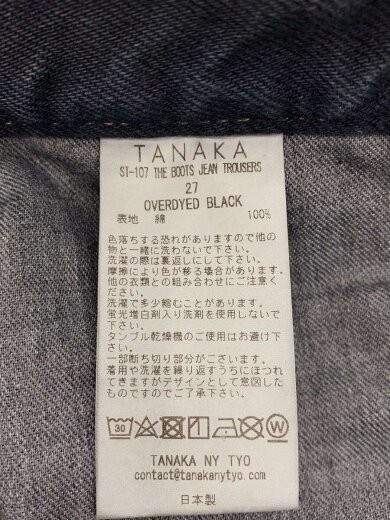 TANAKA
ST-107 THE BOOTS JEAN TROUSERS
27
OVERDYED BLACK
表地 綿 100%
色落ちする恐れがありますので他の
物と一緒に洗わないで下さい。
洗濯の際は裏返しにして下さい。
摩擦により色が移る場合があります。
他の衣類との組み合わせにご注意く
ださい。
洗濯で多少縮むことがあります。
蛍光増白剤入り洗剤を使用しないで
下さい。
タンブル乾燥機のご使用はお避け下
さい。
一部断ち切り部分がございます。
着用や洗濯を繰り返すうちにほつれ
てきますがデザインとして意図した
ものですのでご了承下さい。
30 W
TANAKA NY TYO
contact@tanakanytyo.com
日本製